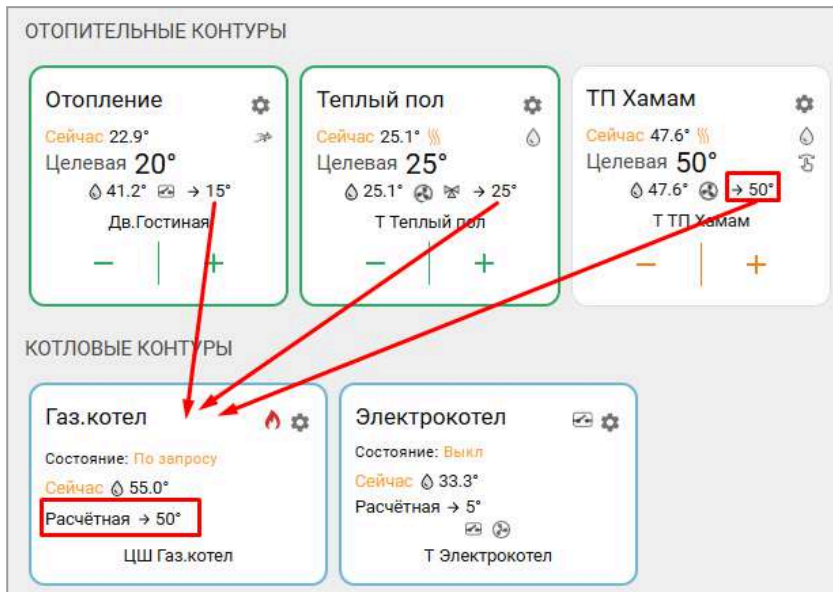 ОТОПИТЕЛЬНЫЕ КОНТУРЫ
Отопление
Сейчас 22.9°
Целевая 20°
41.2° → 15°
Дв.Гостиная
− +
Теплый пол
Сейчас 25.1°
Целевая 25°
25.1° → 25°
Т Теплый пол
− +
ТП Хамам
Сейчас 47.6°
Целевая 50°
47.6° → 50°
Т ТП Хамам
− +
КОТЛОВЫЕ КОНТУРЫ
Газ.котел
Состояние: По запросу
Сейчас 55.0°
Расчётная → 50°
ЦШ Газ.котел
Электрокотел
Состояние: Выкл
Сейчас 33.3°
Расчётная → 5°
Т Электрокотел